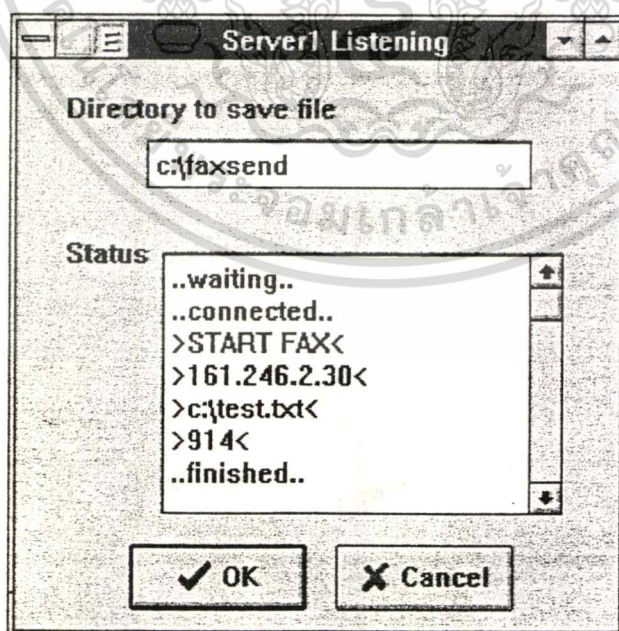 Server1 Listening
Directory to save file
c:\faxsend
Status
..waiting..
..connected..
>START FAX<
>161.246.2.30<
>c:\test.txt<
>914<
..finished..
OK
Cancel